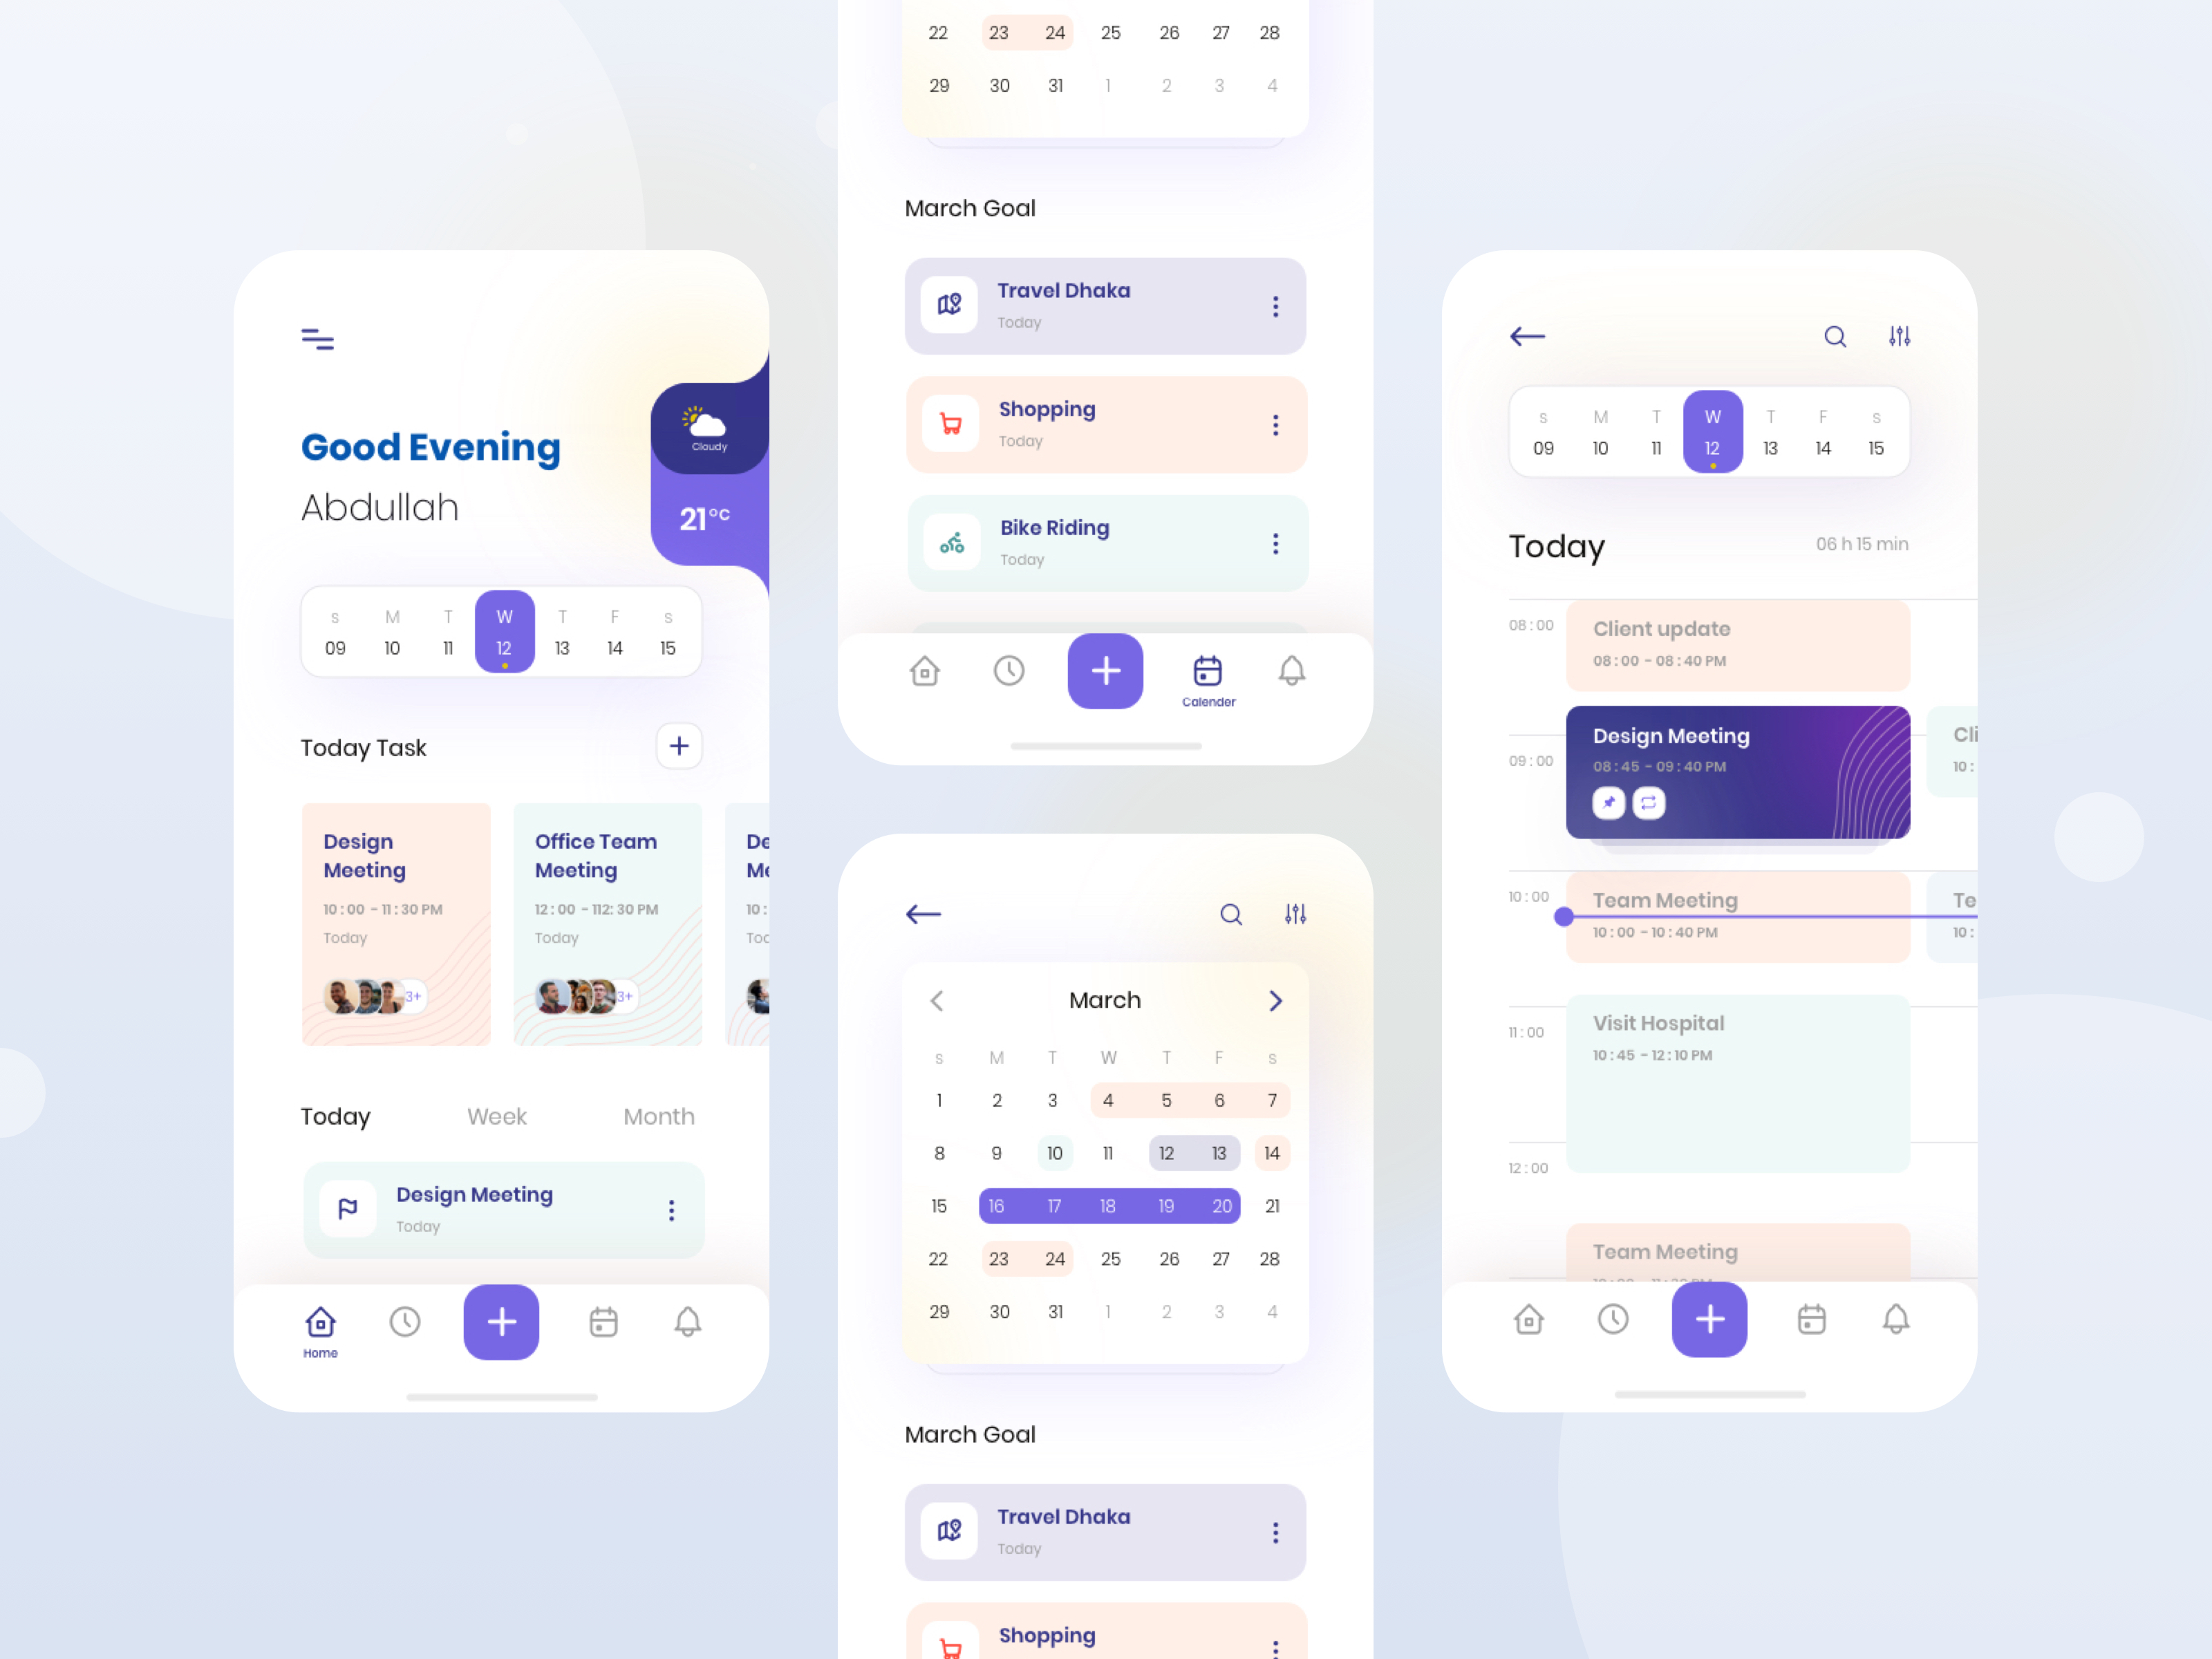 Good Evening
Abdullah
Cloudy
21°C
S M T W T F S
09 10 11 12 13 14 15
Today Task
Design
Meeting
10 : 00 - 11 : 30 PM
Today
3+
Office Team
Meeting
12 : 00 - 112: 30 PM
Today
3+
De
Me
10 :
Today Week Month
Design Meeting
Today
Home
22 23 24 25 26 27 28
29 30 31 1 2 3 4
March Goal
Travel Dhaka
Today
Shopping
Today
Bike Riding
Today
Calender
March
S M T W T F S
1 2 3 4 5 6 7
8 9 10 11 12 13 14
15 16 17 18 19 20 21
22 23 24 25 26 27 28
29 30 31 1 2 3 4
March Goal
Travel Dhaka
Today
Shopping
S M T W T F S
09 10 11 12 13 14 15
Today
06 h 15 min
08 : 00
Client update
08 : 00 - 08 : 40 PM
09 : 00
Design Meeting
08 : 45 - 09 : 40 PM
Cli
10 :
10 : 00
Team Meeting
10 : 00 - 10 : 40 PM
Te
10 :
11 : 00
Visit Hospital
10 : 45 - 12 : 10 PM
12 : 00
Team Meeting